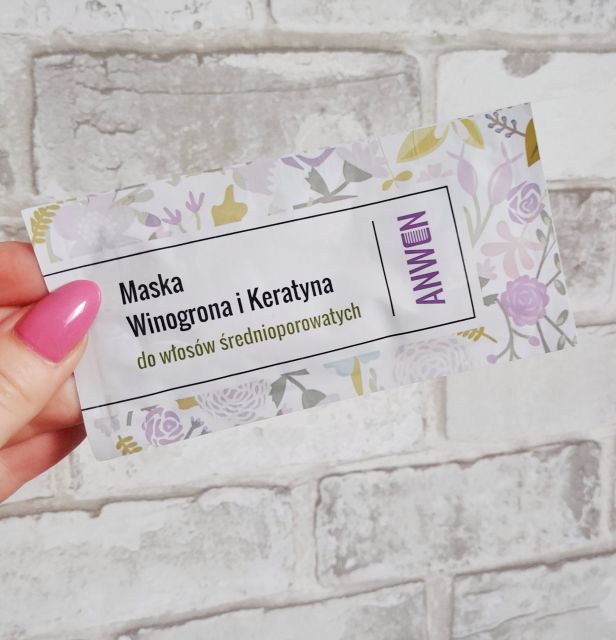 Maska
Winogrona i Keratyna
do włosów średnioporowatych
ANWEN